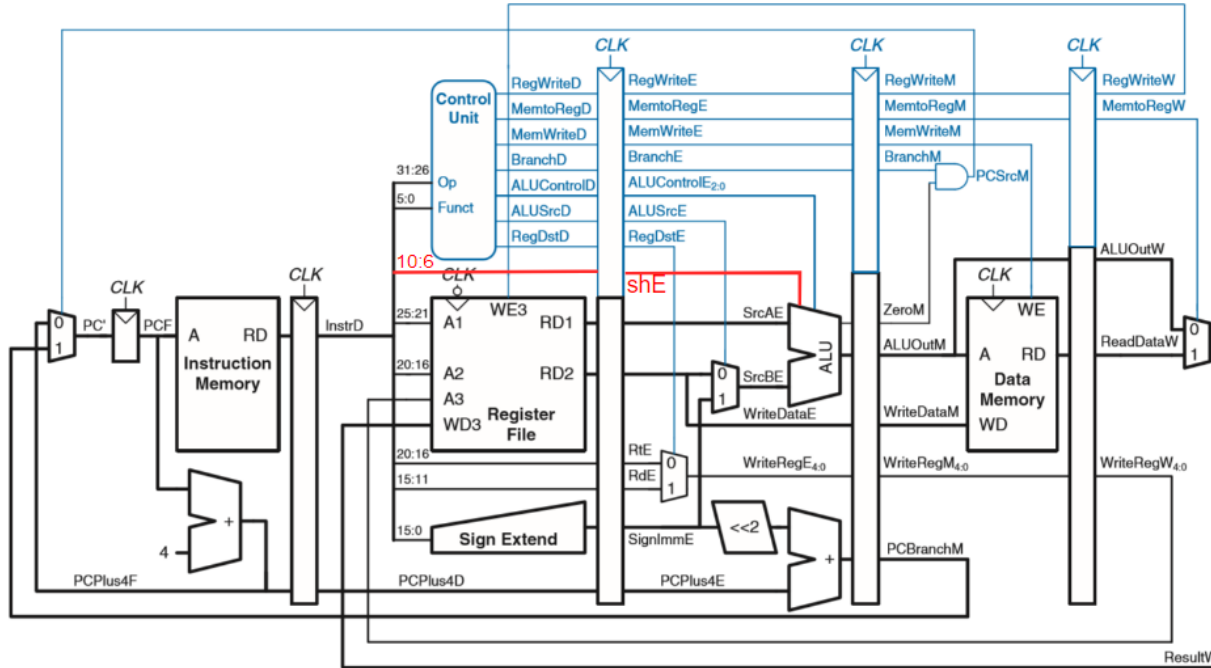 CLK
CLK
CLK
RegWriteD
RegWriteE
RegWriteM
RegWriteW
Control
Unit
MemtoRegD
MemtoRegE
MemtoRegM
MemtoRegW
MemWriteD
MemWriteE
MemWriteM
BranchD
BranchE
BranchM
PCSrcM
31:26
Op
ALUControlD
ALUControlE2:0
5:0
Funct
ALUSrcD
ALUSrcE
RegDstD
RegDstE
10:6
shE
ALUOutW
CLK
CLK
CLK
CLK
0
1
PC'
PCF
A
RD
Instruction
Memory
InstrD
25:21
A1
WE3
RD1
SrcAE
ZeroM
WE
0
1
20:16
A2
RD2
0
1
SrcBE
ALU
ALUOutM
A
RD
ReadDataW
A3
Data
Memory
WD3
Register
File
WriteDataE
WriteDataM
WD
20:16
RtE
0
15:11
RdE
1
WriteRegE4:0
WriteRegM4:0
WriteRegW4:0
+
4
15:0
Sign Extend
SignImmE
<<2
+
PCBranchM
PCPlus4F
PCPlus4D
PCPlus4E
ResultW